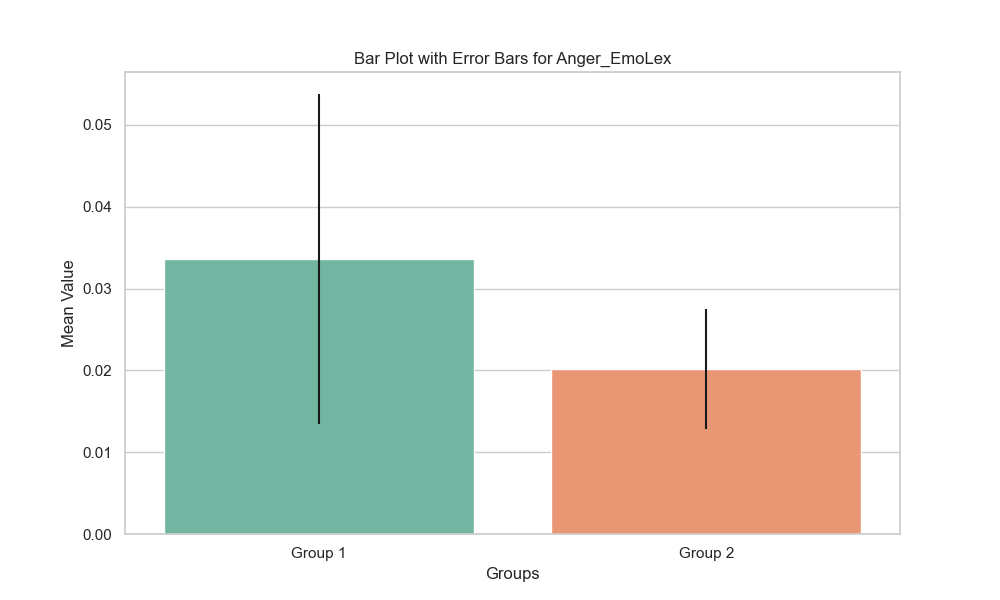 Bar Plot with Error Bars for Anger_EmoLex
Mean Value
0.05
0.04
0.03
0.02
0.01
0.00
Group 1
Group 2
Groups